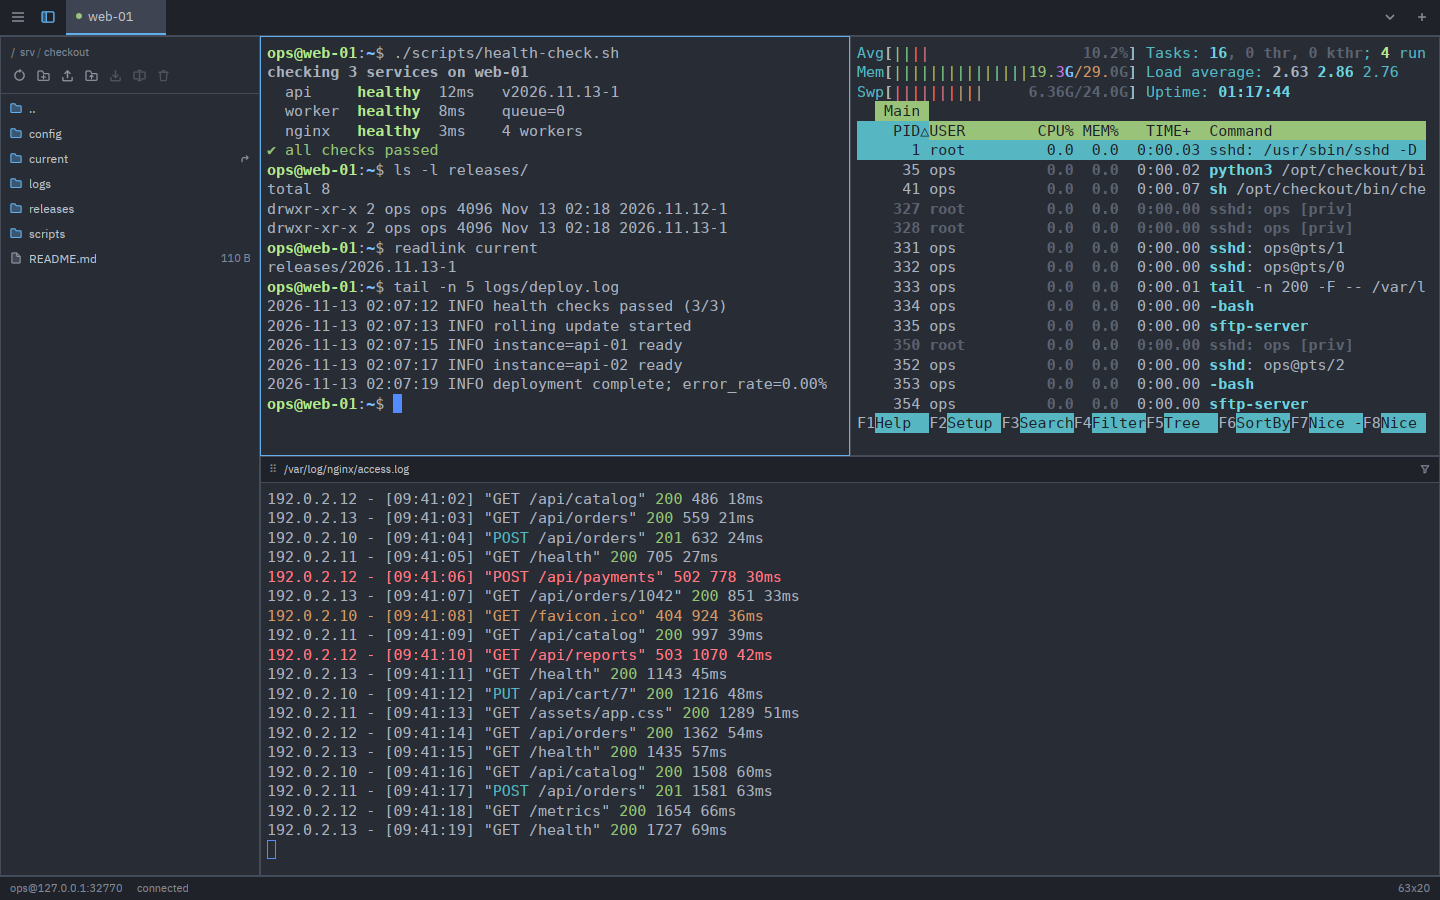 web-01
/ srv / checkout
..
config
current
logs
releases
scripts
README.md 110 B
ops@web-01:~$ ./scripts/health-check.sh
checking 3 services on web-01
api healthy 12ms v2026.11.13-1
worker healthy 8ms queue=0
nginx healthy 3ms 4 workers
✔ all checks passed
ops@web-01:~$ ls -l releases/
total 8
drwxr-xr-x 2 ops ops 4096 Nov 13 02:18 2026.11.12-1
drwxr-xr-x 2 ops ops 4096 Nov 13 02:18 2026.11.13-1
ops@web-01:~$ readlink current
releases/2026.11.13-1
ops@web-01:~$ tail -n 5 logs/deploy.log
2026-11-13 02:07:12 INFO health checks passed (3/3)
2026-11-13 02:07:13 INFO rolling update started
2026-11-13 02:07:15 INFO instance=api-01 ready
2026-11-13 02:07:17 INFO instance=api-02 ready
2026-11-13 02:07:19 INFO deployment complete; error_rate=0.00%
ops@web-01:~$
Avg[|||| 10.2%] Tasks: 16, 0 thr, 0 kthr; 4 run
Mem[|||||||||||||||19.3G/29.0G] Load average: 2.63 2.86 2.76
Swp[|||||||||| 6.36G/24.0G] Uptime: 01:17:44
Main
PID△USER CPU% MEM% TIME+ Command
1 root 0.0 0.0 0:00.03 sshd: /usr/sbin/sshd -D
35 ops 0.0 0.0 0:00.02 python3 /opt/checkout/bi
41 ops 0.0 0.0 0:00.07 sh /opt/checkout/bin/che
327 root 0.0 0.0 0:00.00 sshd: ops [priv]
328 root 0.0 0.0 0:00.00 sshd: ops [priv]
331 ops 0.0 0.0 0:00.00 sshd: ops@pts/1
332 ops 0.0 0.0 0:00.00 sshd: ops@pts/0
333 ops 0.0 0.0 0:00.01 tail -n 200 -F -- /var/l
334 ops 0.0 0.0 0:00.00 -bash
335 ops 0.0 0.0 0:00.00 sftp-server
350 root 0.0 0.0 0:00.00 sshd: ops [priv]
352 ops 0.0 0.0 0:00.00 sshd: ops@pts/2
353 ops 0.0 0.0 0:00.00 -bash
354 ops 0.0 0.0 0:00.00 sftp-server
F1Help F2Setup F3SearchF4FilterF5Tree F6SortByF7Nice -F8Nice
/var/log/nginx/access.log
192.0.2.12 - [09:41:02] "GET /api/catalog" 200 486 18ms
192.0.2.13 - [09:41:03] "GET /api/orders" 200 559 21ms
192.0.2.10 - [09:41:04] "POST /api/orders" 201 632 24ms
192.0.2.11 - [09:41:05] "GET /health" 200 705 27ms
192.0.2.12 - [09:41:06] "POST /api/payments" 502 778 30ms
192.0.2.13 - [09:41:07] "GET /api/orders/1042" 200 851 33ms
192.0.2.10 - [09:41:08] "GET /favicon.ico" 404 924 36ms
192.0.2.11 - [09:41:09] "GET /api/catalog" 200 997 39ms
192.0.2.12 - [09:41:10] "GET /api/reports" 503 1070 42ms
192.0.2.13 - [09:41:11] "GET /health" 200 1143 45ms
192.0.2.10 - [09:41:12] "PUT /api/cart/7" 200 1216 48ms
192.0.2.11 - [09:41:13] "GET /assets/app.css" 200 1289 51ms
192.0.2.12 - [09:41:14] "GET /api/orders" 200 1362 54ms
192.0.2.13 - [09:41:15] "GET /health" 200 1435 57ms
192.0.2.10 - [09:41:16] "GET /api/catalog" 200 1508 60ms
192.0.2.11 - [09:41:17] "POST /api/orders" 201 1581 63ms
192.0.2.12 - [09:41:18] "GET /metrics" 200 1654 66ms
192.0.2.13 - [09:41:19] "GET /health" 200 1727 69ms
ops@127.0.0.1:32770 connected 63x20